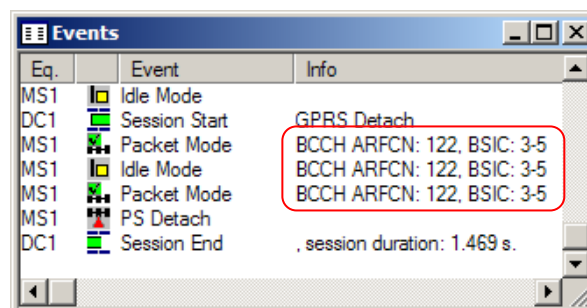 Events
Eq. Event Info
MS1 Idle Mode
DC1 Session Start GPRS Detach
MS1 Packet Mode BCCH ARFCN: 122, BSIC: 3-5
MS1 Idle Mode BCCH ARFCN: 122, BSIC: 3-5
MS1 Packet Mode BCCH ARFCN: 122, BSIC: 3-5
MS1 PS Detach
DC1 Session End , session duration: 1.469 s.